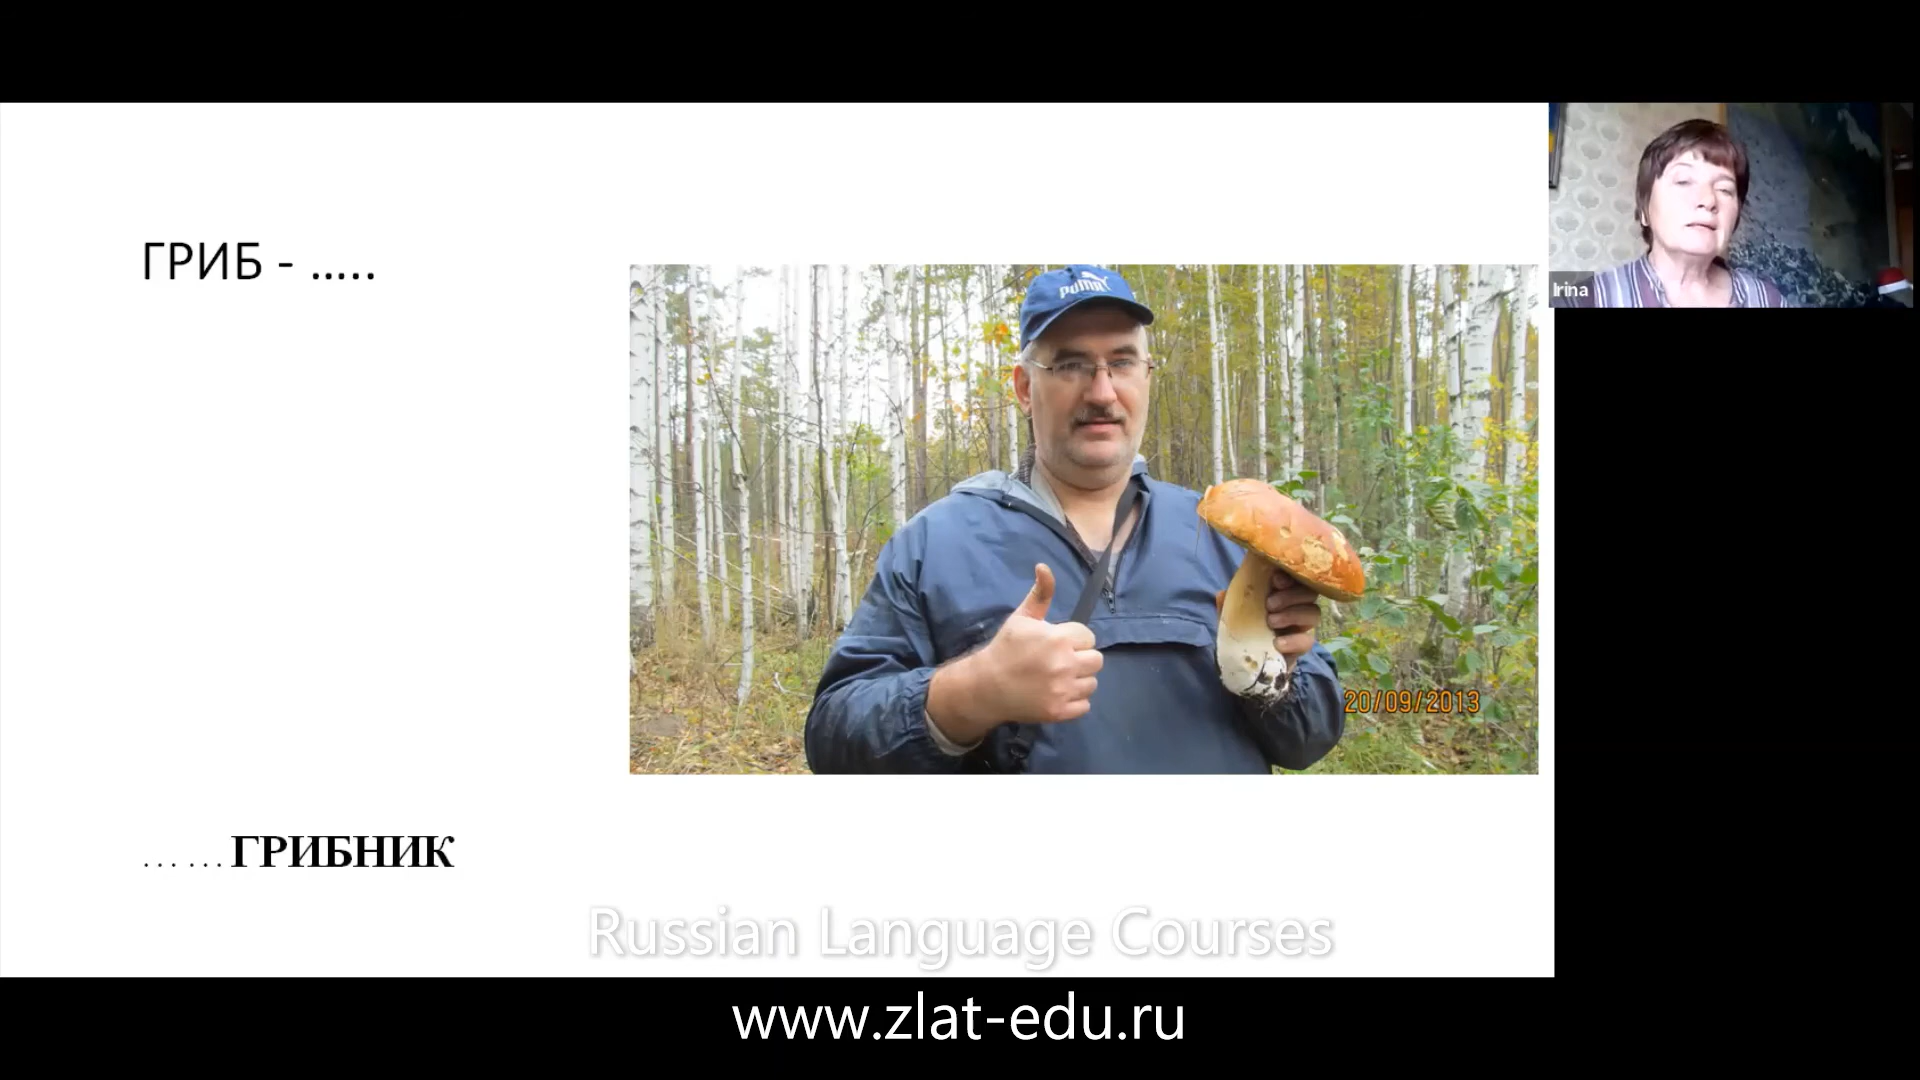 ГРИБ - .....
PUMA
Irina
20/09/2013
... ... ГРИБНИК
Russian Language Courses
www.zlat-edu.ru